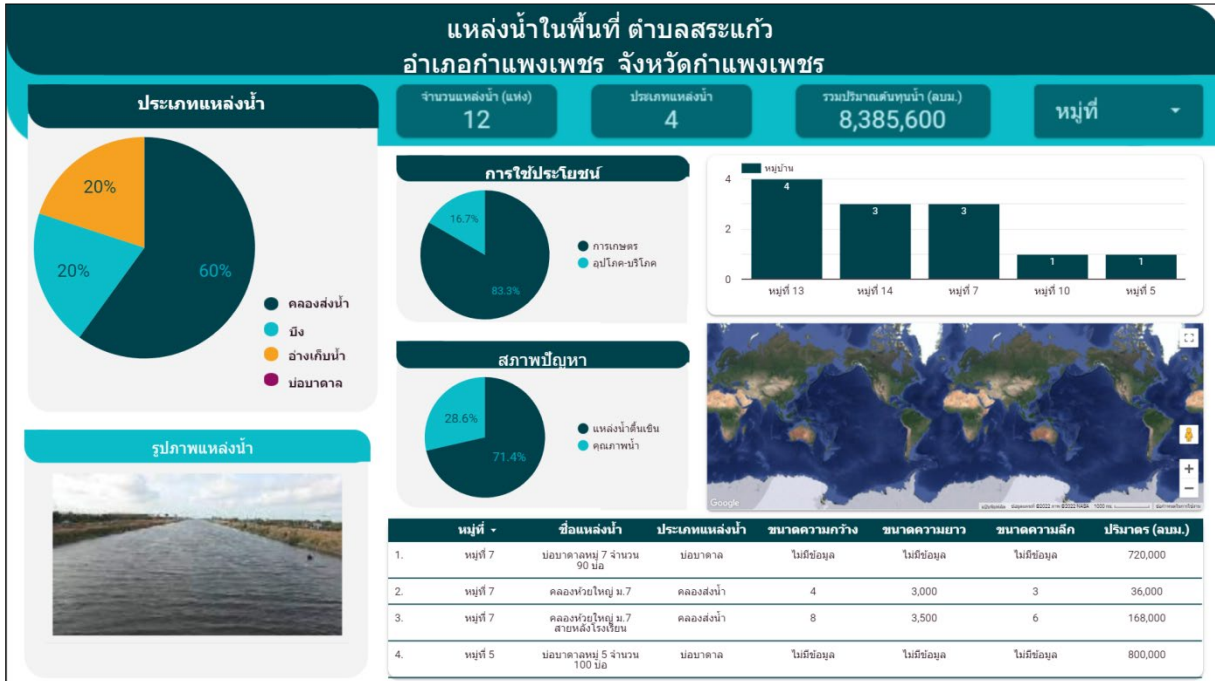 แหล่งน้ำในพื้นที่ ตำบลสระแก้ว
อำเภอกำแพงเพชร จังหวัดกำแพงเพชร
ประเภทแหล่งน้ำ
20%
20%
60%
คลองส่งน้ำ
บึง
อ่างเก็บน้ำ
บ่อบาดาล
จำนวนแหล่งน้ำ (แห่ง)
12
ประเภทแหล่งน้ำ
4
รวมปริมาณต้นทุนน้ำ (ลบม.)
8,385,600
หมู่ที่
การใช้ประโยชน์
16.7%
83.3%
การเกษตร
อุปโภค-บริโภค
หมู่บ้าน
4
2
0
4
3
3
1
1
หมู่ที่ 13
หมู่ที่ 14
หมู่ที่ 7
หมู่ที่ 10
หมู่ที่ 5
สภาพปัญหา
28.6%
71.4%
แหล่งน้ำตื้นเขิน
คุณภาพน้ำ
Google
รูปภาพแหล่งน้ำ
หมู่ที่ ชื่อแหล่งน้ำ ประเภทแหล่งน้ำ ขนาดความกว้าง ขนาดความยาว ขนาดความลึก ปริมาตร (ลบม.)
1. หมู่ที่ 7 บ่อบาดาลหมู่ 7 จำนวน บ่อบาดาล ไม่มีข้อมูล ไม่มีข้อมูล ไม่มีข้อมูล 720,000
90 บ่อ
2. หมู่ที่ 7 คลองห้วยใหญ่ ม.7 คลองส่งน้ำ 4 3,000 3 36,000
3. หมู่ที่ 7 คลองห้วยใหญ่ ม.7 คลองส่งน้ำ 8 3,500 6 168,000
สายหลังโรงเรียน
4. หมู่ที่ 5 บ่อบาดาลหมู่ 5 จำนวน บ่อบาดาล ไม่มีข้อมูล ไม่มีข้อมูล ไม่มีข้อมูล 800,000
100 บ่อ